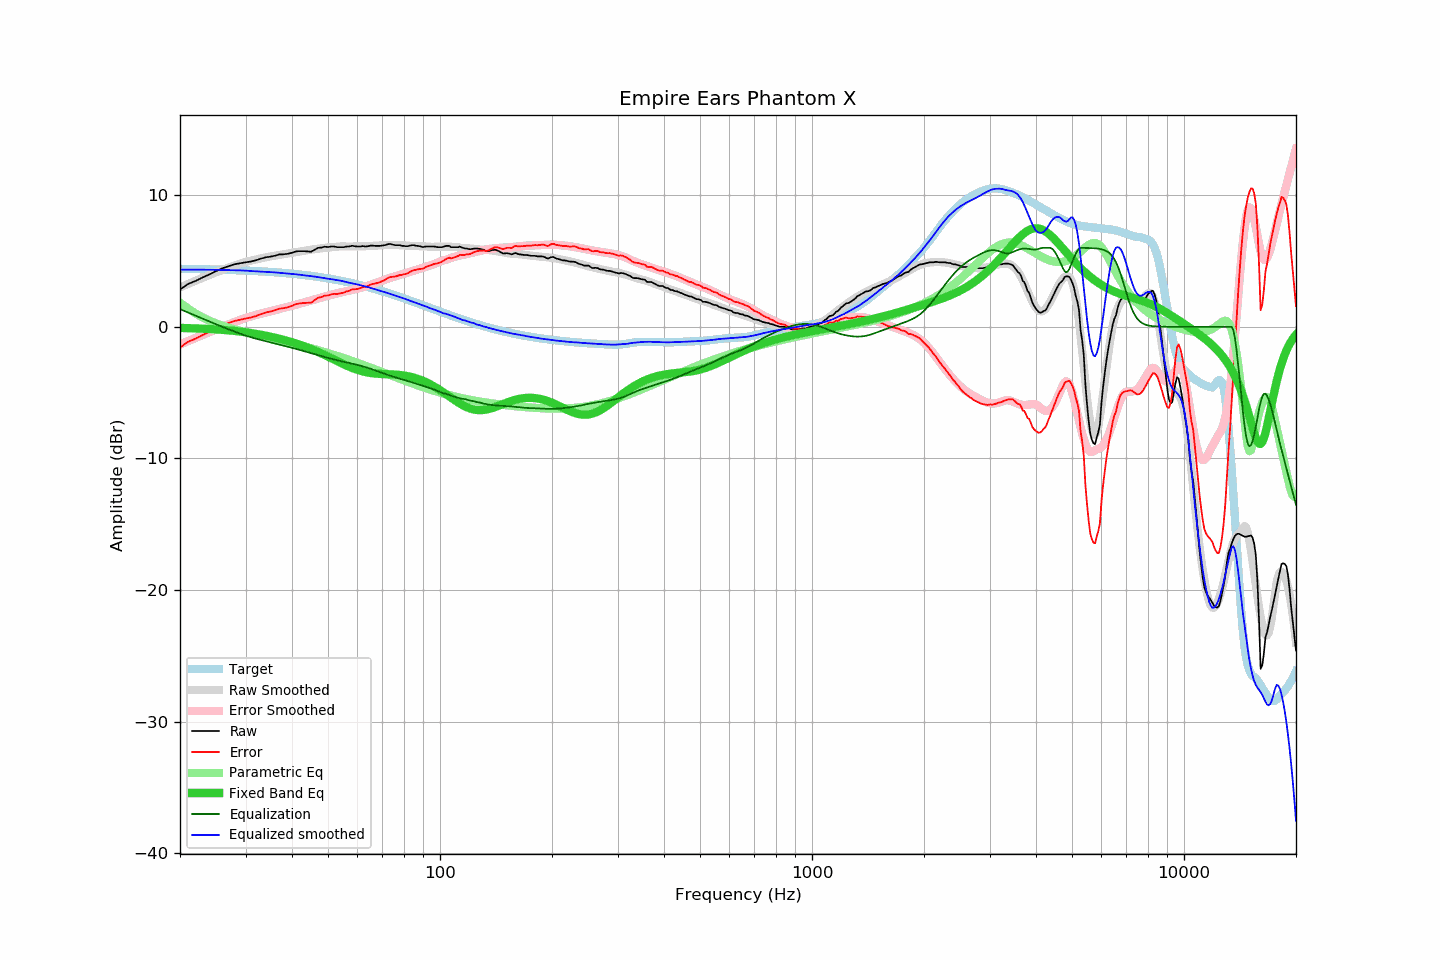 Empire Ears Phantom X
Amplitude (dBr)
10
0
−10
−20
−30
−40
Target
Raw Smoothed
Error Smoothed
Raw
Error
Parametric Eq
Fixed Band Eq
Equalization
Equalized smoothed
100 1000 10000
Frequency (Hz)